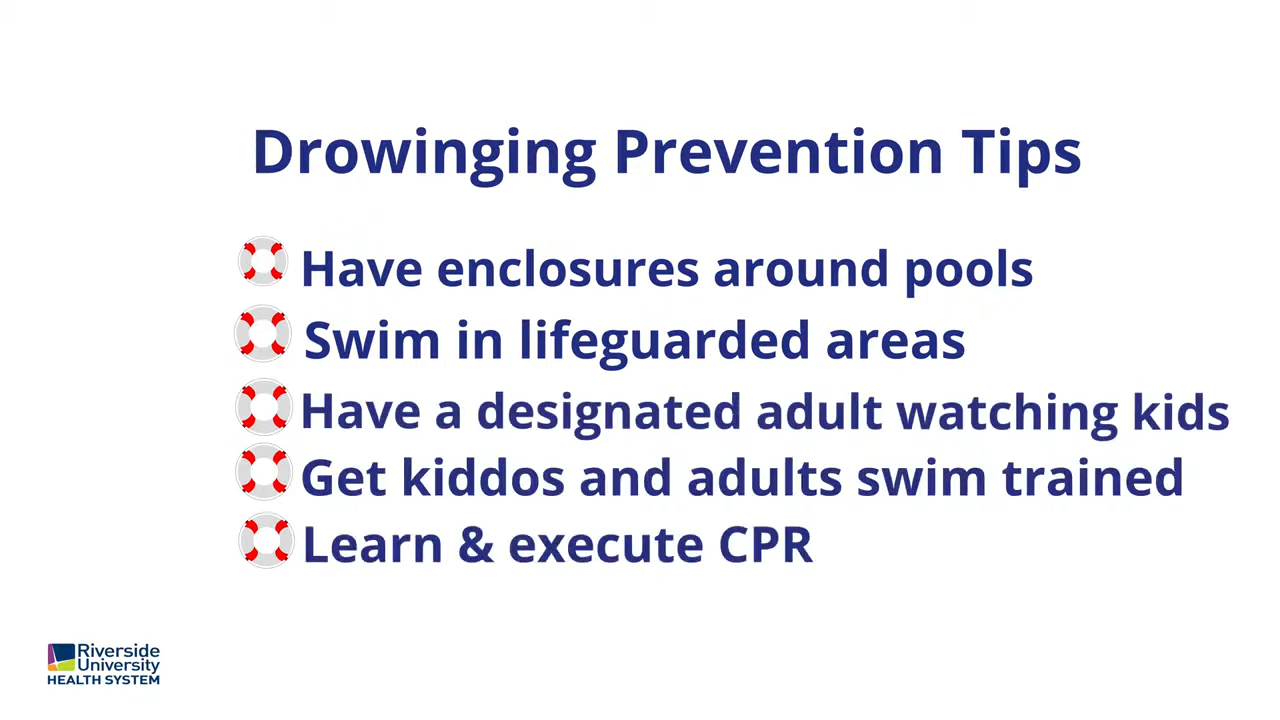 Drowinging Prevention Tips
Have enclosures around pools
Swim in lifeguarded areas
Have a designated adult watching kids
Get kiddos and adults swim trained
Learn & execute CPR
Riverside
University
HEALTH SYSTEM